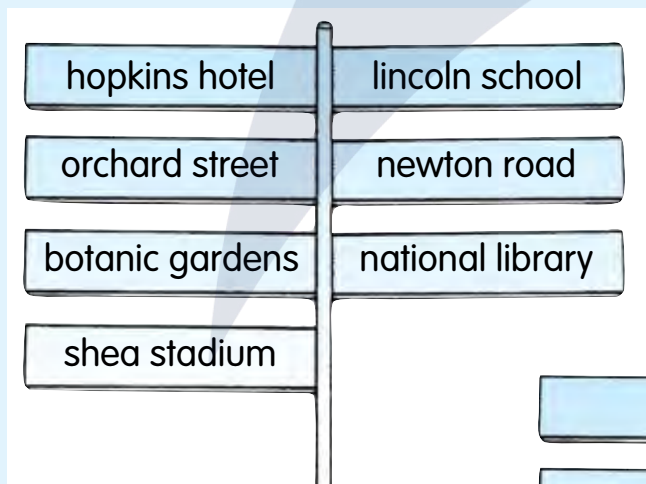 hopkins hotel
lincoln school
orchard street
newton road
botanic gardens
national library
shea stadium